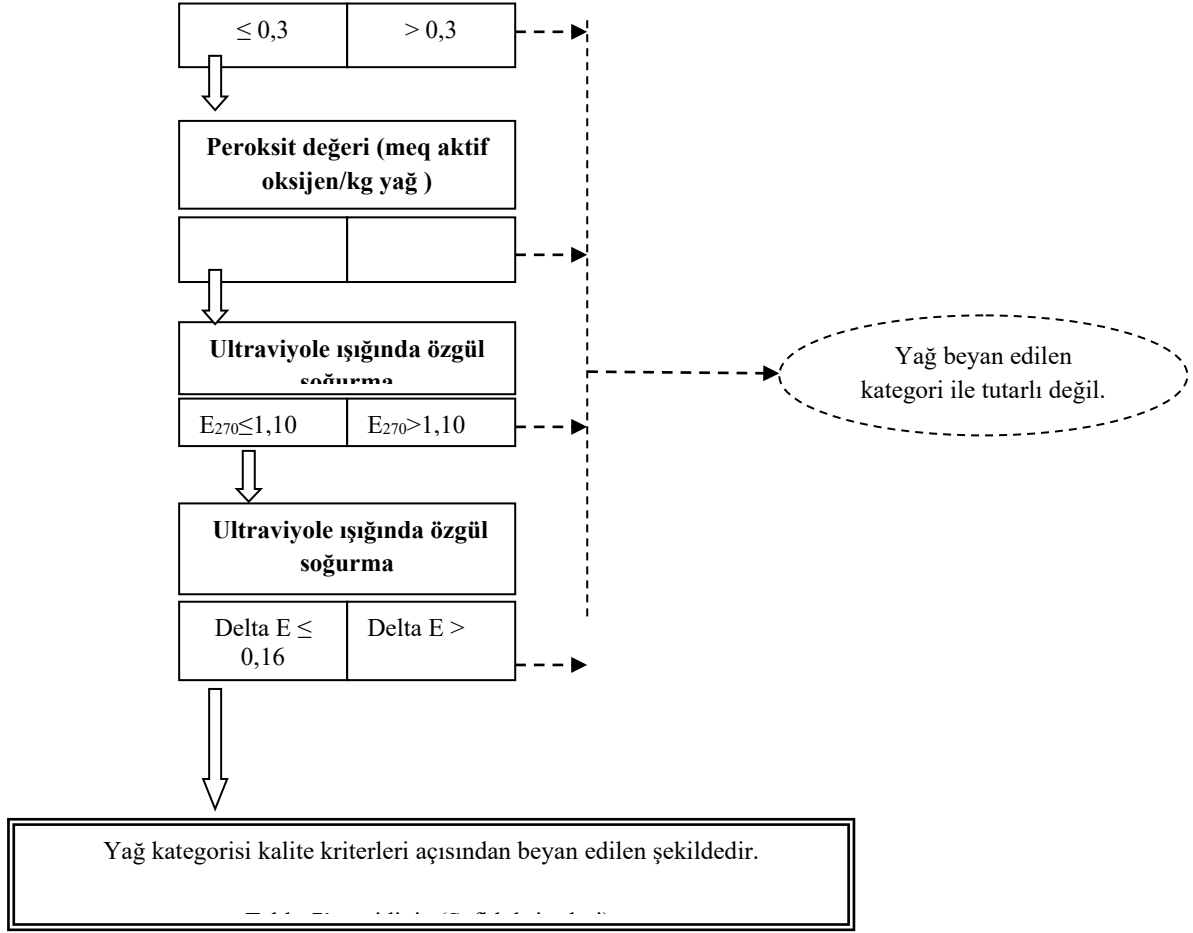 ≤ 0,3
> 0,3
Peroksit değeri (meq aktif
oksijen/kg yağ )
Ultraviyole ışığında özgül
soğurma
E270≤1,10
E270>1,10
Yağ beyan edilen
kategori ile tutarlı değil.
Ultraviyole ışığında özgül
soğurma
Delta E ≤
0,16
Delta E >
Yağ kategorisi kalite kriterleri açısından beyan edilen şekildedir.